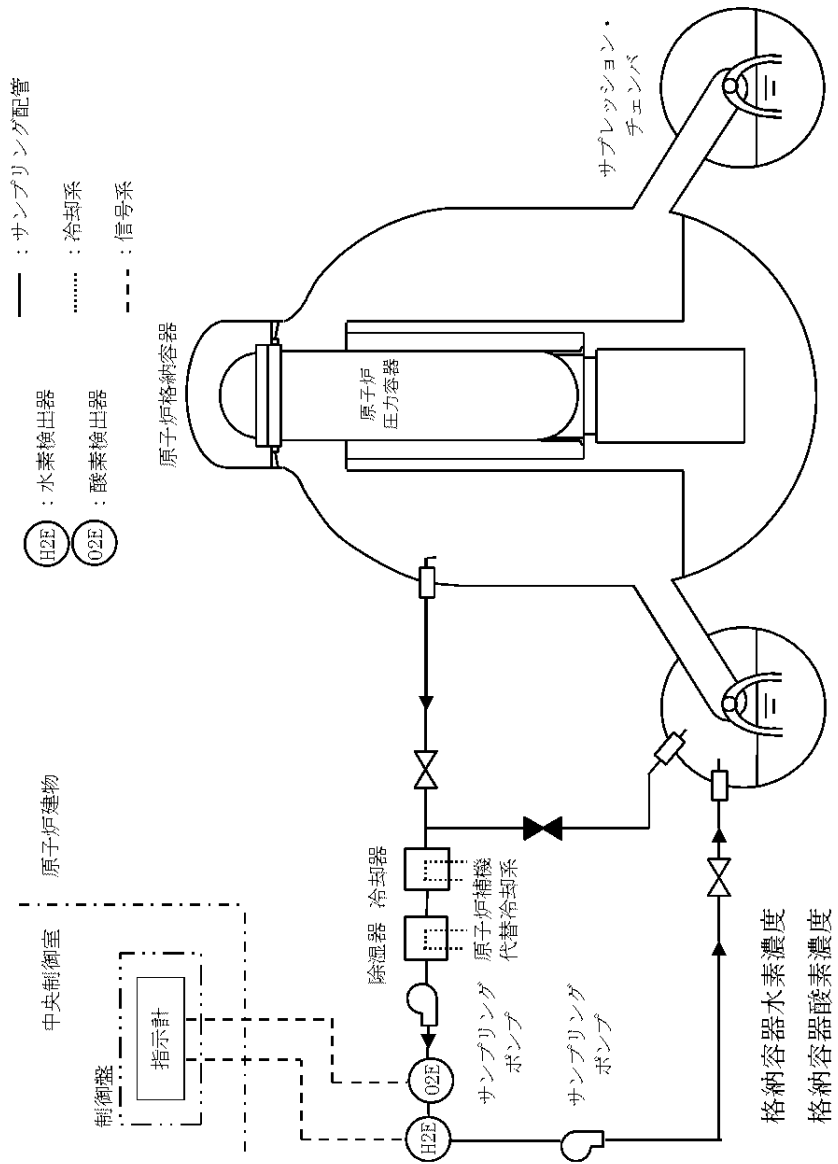 H2E
：水素検出器
O2E
：酸素検出器
：サンプリング配管
：冷却系
：信号系
中央制御室
制御盤
指示計
原子炉建物
原子炉格納容器
原子炉
圧力容器
サプレッション・
チェンバ
H2E
O2E
除湿器
冷却器
原子炉補機
代替冷却系
サンプリング
ポンプ
サンプリング
ポンプ
格納容器水素濃度
格納容器酸素濃度